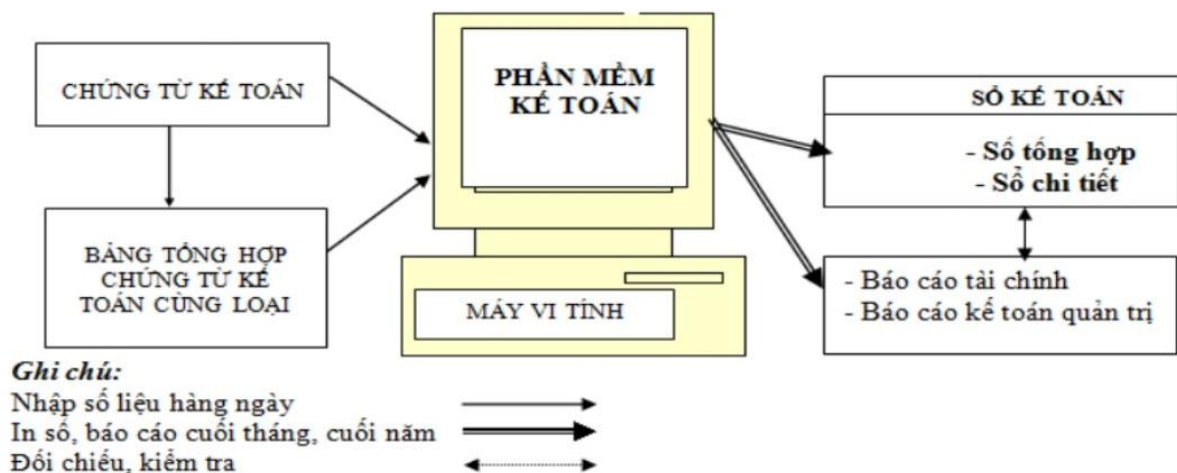 CHỨNG TỪ KẾ TOÁN
BẢNG TỔNG HỢP
CHỨNG TỪ KẾ
TOÁN CÙNG LOẠI
PHẦN MỀM
KẾ TOÁN
MÁY VI TÍNH
SỔ KẾ TOÁN
- Sổ tổng hợp
- Sổ chi tiết
- Báo cáo tài chính
- Báo cáo kế toán quản trị
Ghi chú:
Nhập số liệu hàng ngày
In sổ, báo cáo cuối tháng, cuối năm
Đối chiếu, kiểm tra